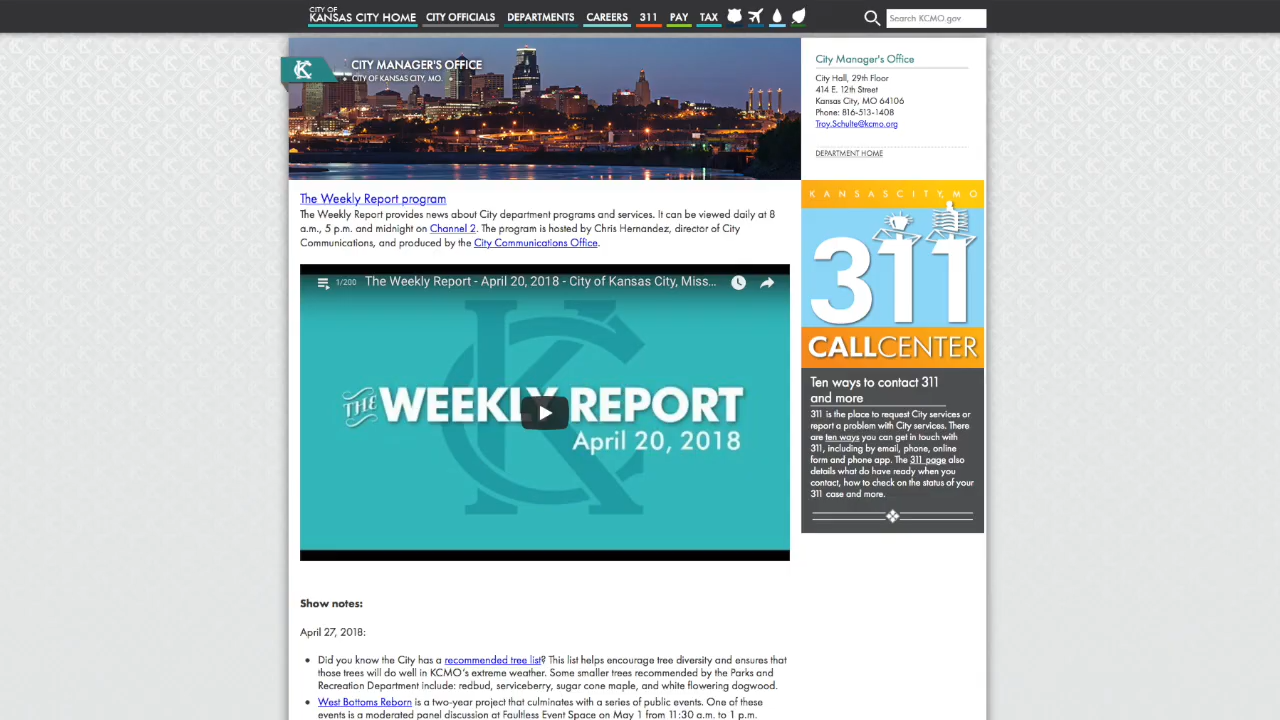 CITY OF
KANSAS CITY HOME
CITY OFFICIALS
DEPARTMENTS
CAREERS
311
PAY
TAX
Search KCMO.gov
KC
CITY MANAGER'S OFFICE
CITY OF KANSAS CITY, MO.
City Manager's Office
City Hall, 29th Floor
414 E. 12th Street
Kansas City, MO 64106
Phone: 816-513-1408
Troy.Schulte@kcmo.org
DEPARTMENT HOME
The Weekly Report program
The Weekly Report provides news about City department programs and services. It can be viewed daily at 8
a.m., 5 p.m. and midnight on Channel 2. The program is hosted by Chris Hernandez, director of City
Communications, and produced by the City Communications Office.
1/200
The Weekly Report - April 20, 2018 - City of Kansas City, Miss...
KC
THE WEEKLY REPORT
April 20, 2018
KANSASCITY, MO
311
CALLCENTER
Ten ways to contact 311
and more
311 is the place to request City services or
report a problem with City services. There
are ten ways you can get in touch with
311, including by email, phone, online
form and phone app. The 311 page also
details what do have ready when you
contact, how to check on the status of your
311 case and more.
Show notes:
April 27, 2018:
• Did you know the City has a recommended tree list? This list helps encourage tree diversity and ensures that
those trees will do well in KCMO's extreme weather. Some smaller trees recommended by the Parks and
Recreation Department include: redbud, serviceberry, sugar cone maple, and white flowering dogwood.
• West Bottoms Reborn is a two-year project that culminates with a series of public events. One of these
events is a moderated panel discussion at Faultless Event Space on May 1 from 11:30 a.m. to 1 p.m.